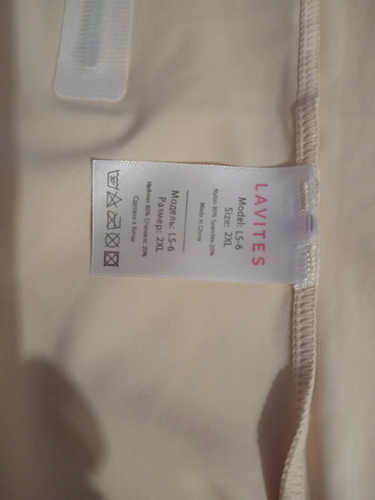 LAVITES
Model: LS-6
Size: 2XL
Nylon 80% Spandex 20%
Made in China
Модель: LS-6
Размер: 2XL
Нейлон 80% Спандекс 20%
Сделано в Китае
30°